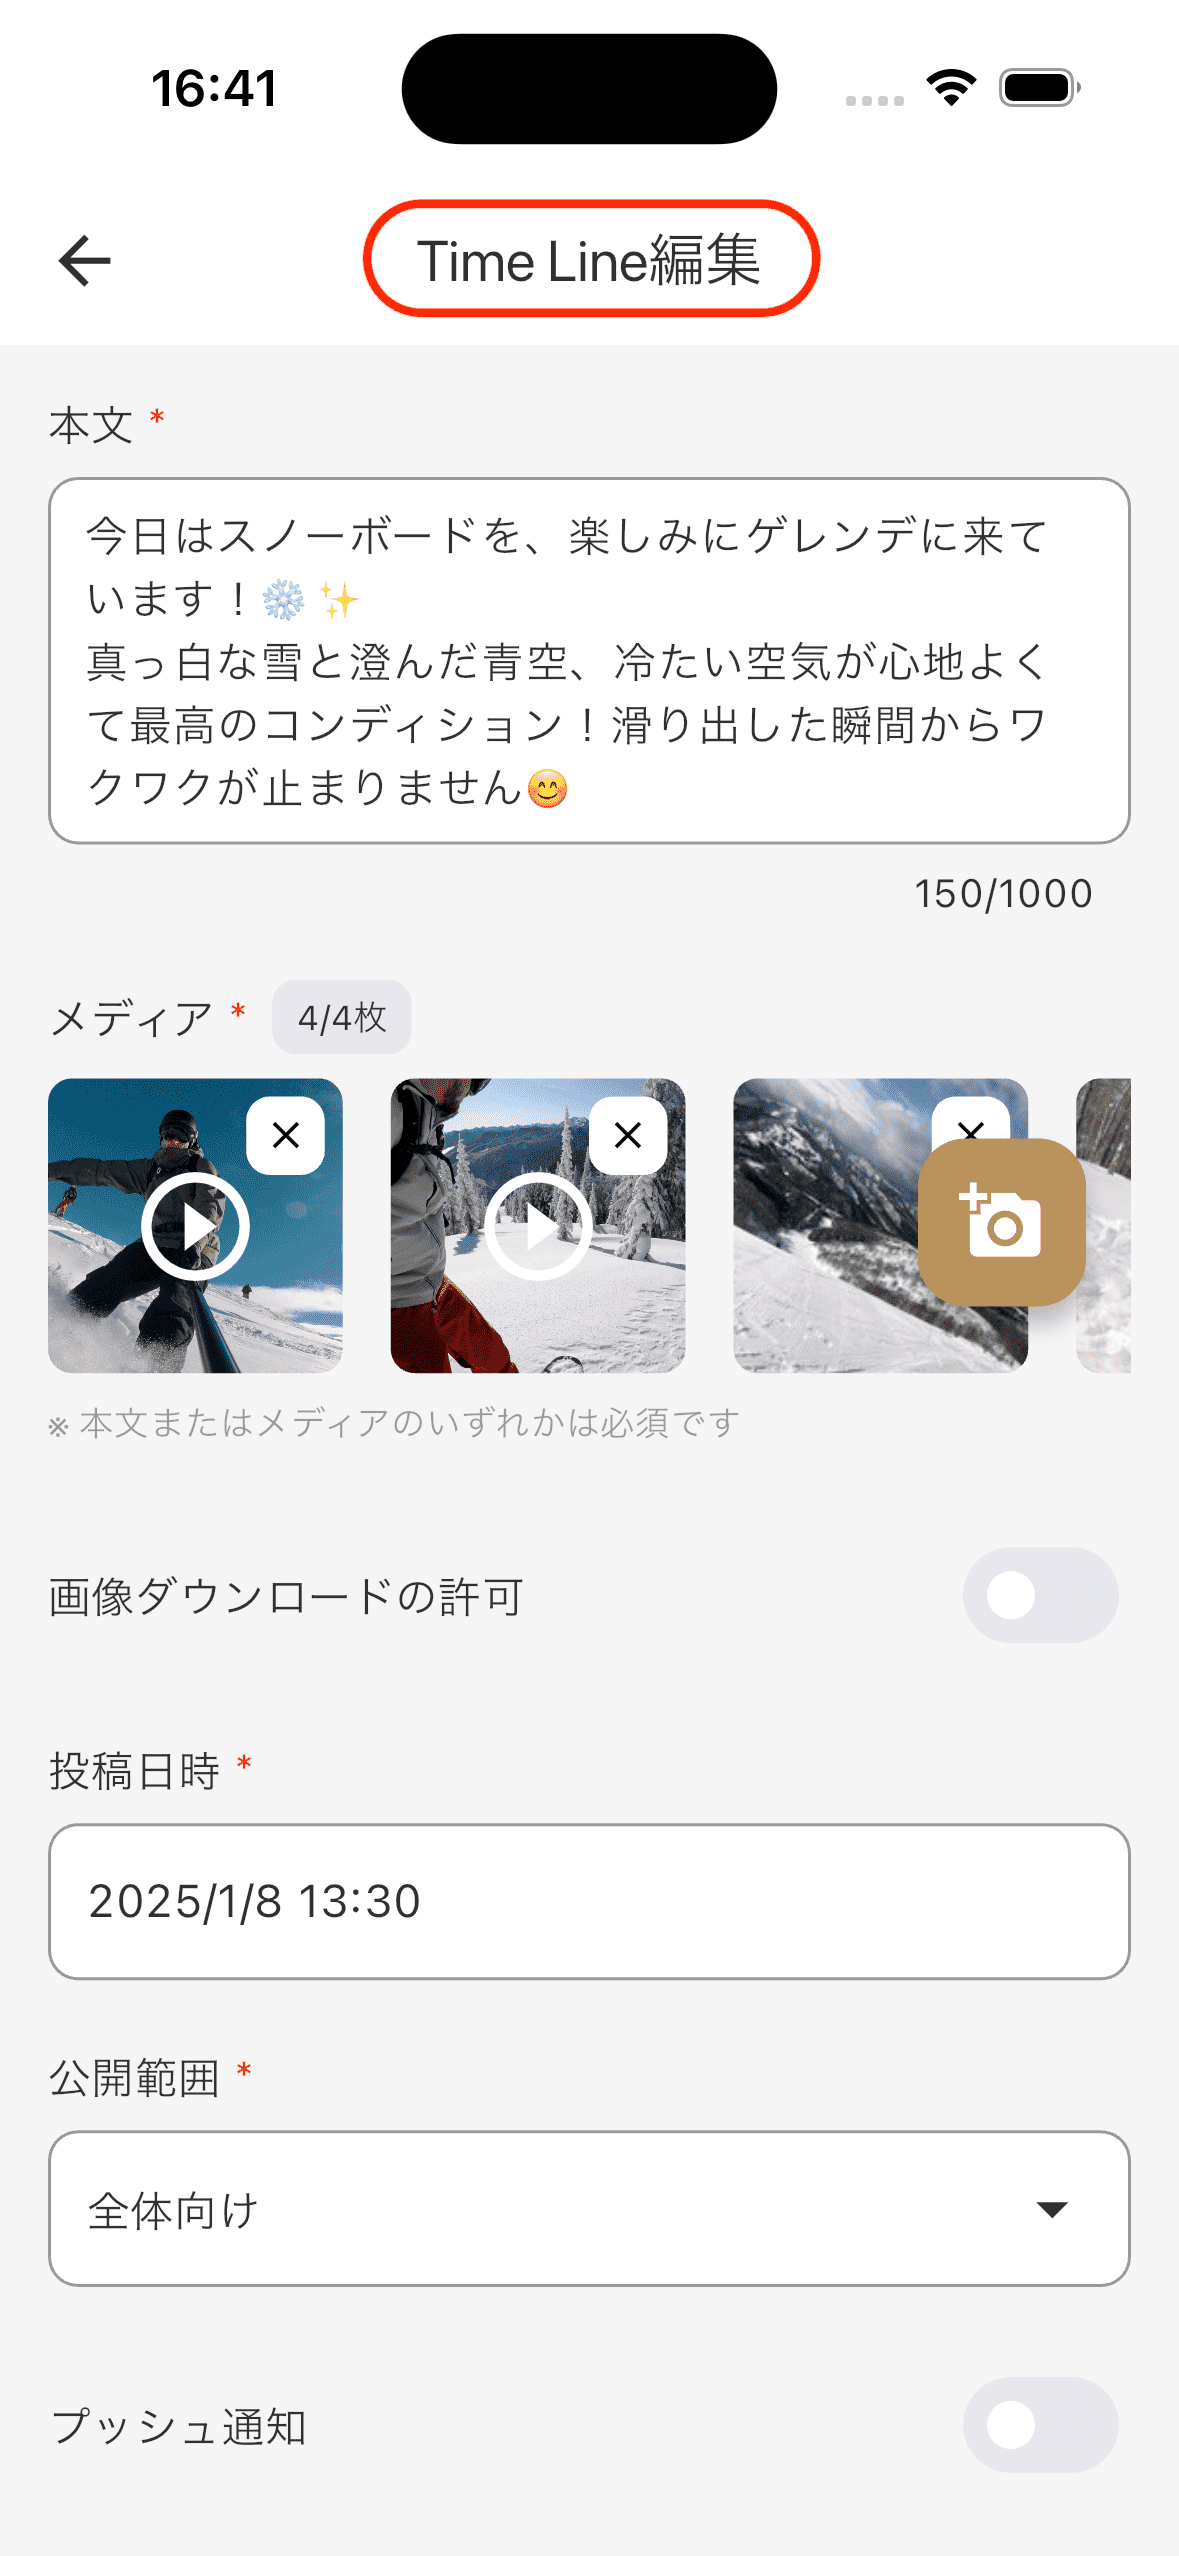 16:41
Time Line編集
本文 *
今日はスノーボードを、楽しみにゲレンデに来て
います！❄️✨
真っ白な雪と澄んだ青空、冷たい空気が心地よく
て最高のコンディション！滑り出した瞬間からワ
クワクが止まりません😊
150/1000
メディア * 4/4枚
※ 本文またはメディアのいずれかは必須です
画像ダウンロードの許可
投稿日時 *
2025/1/8 13:30
公開範囲 *
全体向け
プッシュ通知